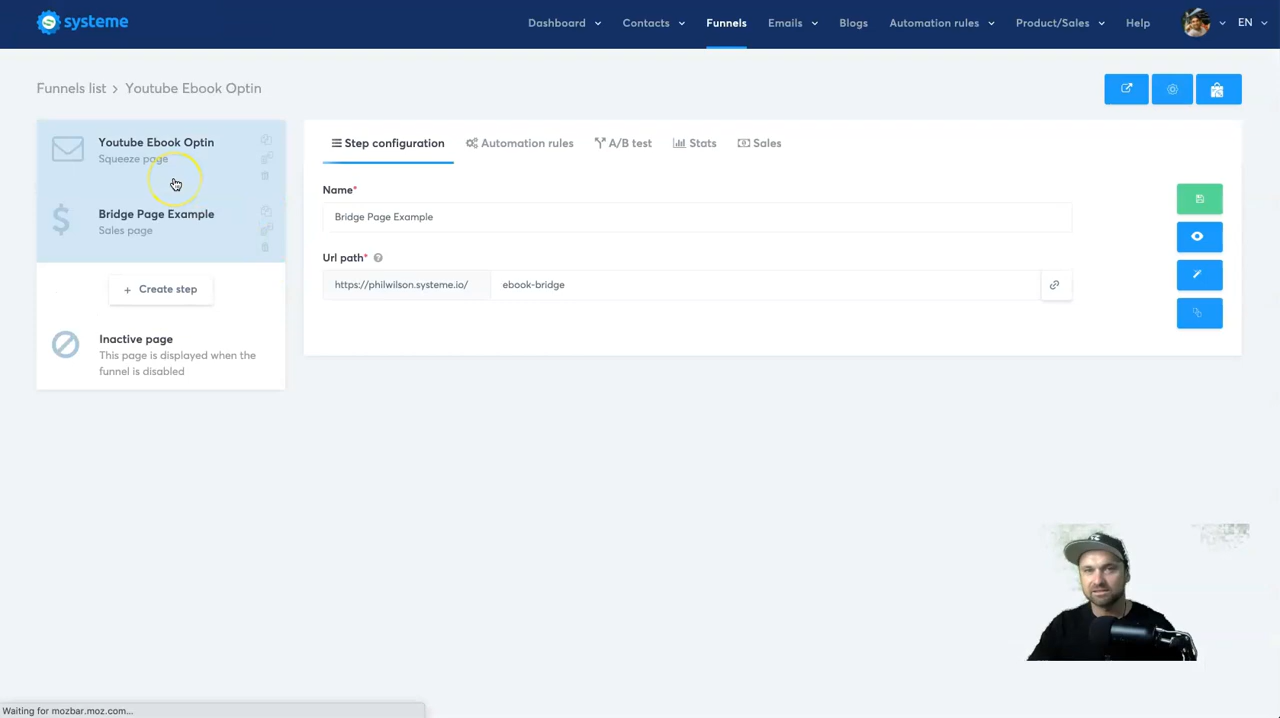 systeme
Dashboard
Contacts
Funnels
Emails
Blogs
Automation rules
Product/Sales
Help
EN
Funnels list > Youtube Ebook Optin
Youtube Ebook Optin
Squeeze page
Bridge Page Example
Sales page
+ Create step
Inactive page
This page is displayed when the
funnel is disabled
Step configuration
Automation rules
A/B test
Stats
Sales
Name*
Bridge Page Example
Url path*
https://philwilson.systeme.io/
ebook-bridge
Waiting for mozbar.moz.com...